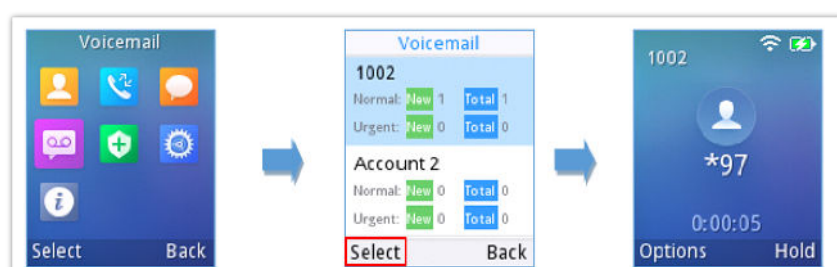 Voicemail
Select Back
Voicemail
1002
Normal: New 1 Total 1
Urgent: New 0 Total 0
Account 2
Normal: New 0 Total 0
Urgent: New 0 Total 0
Select Back
1002
*97
0:00:05
Options Hold